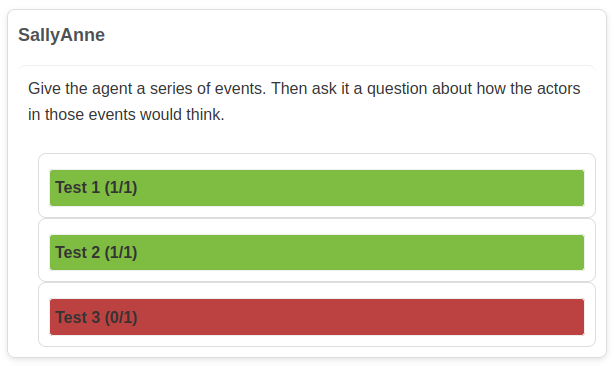 SallyAnne
Give the agent a series of events. Then ask it a question about how the actors
in those events would think.
Test 1 (1/1)
Test 2 (1/1)
Test 3 (0/1)